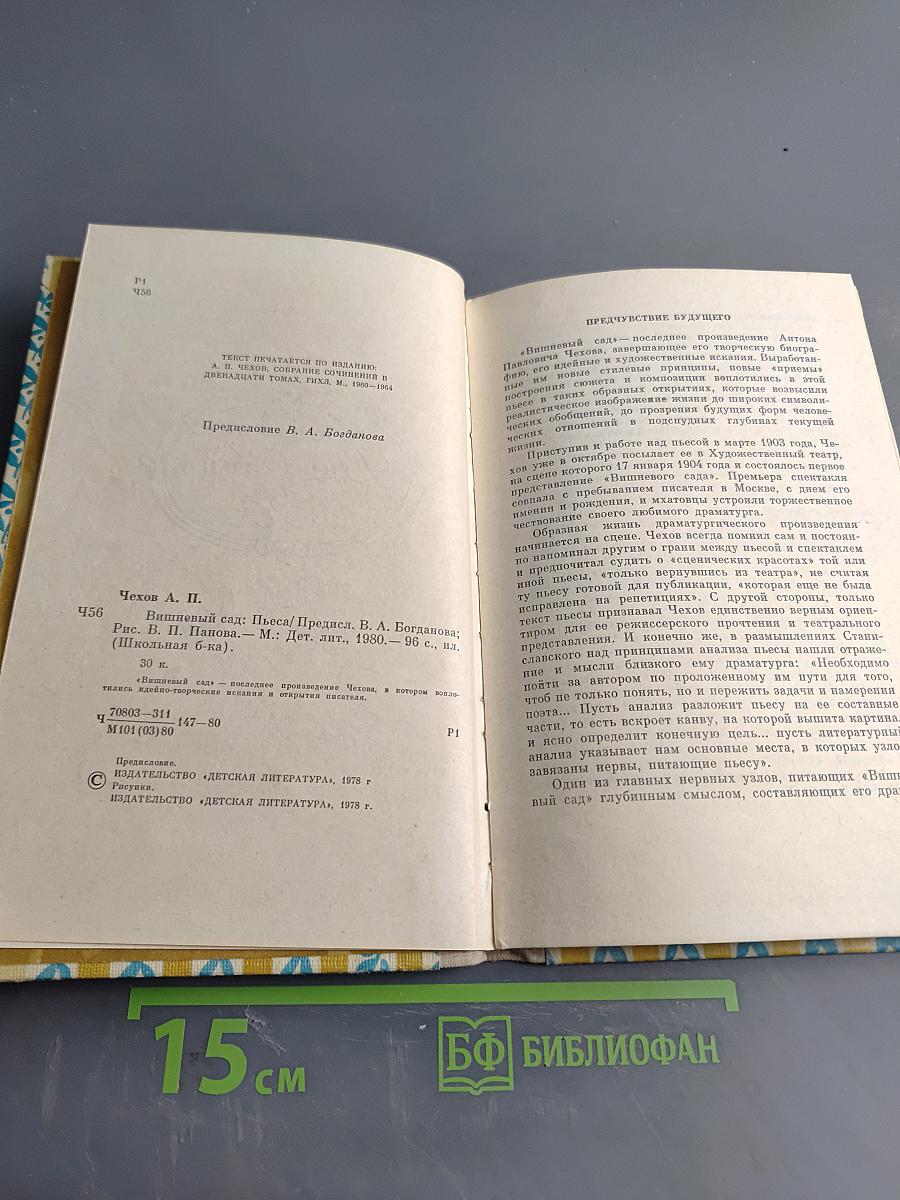 Р1
Ч56
ТЕКСТ ПЕЧАТАЕТСЯ ПО ИЗДАНИЮ:
А. П. ЧЕХОВ, СОБРАНИЕ СОЧИНЕНИЙ В
ДВЕНАДЦАТИ ТОМАХ, ГИХЛ, М., 1960—1964
Предисловие В. А. Богданова
Чехов А. П.
Ч56 Вишневый сад: Пьеса/Предисл. В. А. Богданова;
Рис. В. П. Панова.— М.: Дет. лит., 1980.— 96 с., ил.
(Школьная б-ка).
30 к.
«Вишневый сад» — последнее произведение Чехова, в котором вопло-
тились идейно-творческие искания и открытия писателя.
Ч 70803—311 147—80
М101(03)80
Р1
Предисловие.
© ИЗДАТЕЛЬСТВО «ДЕТСКАЯ ЛИТЕРАТУРА», 1978 г
Рисунки.
ИЗДАТЕЛЬСТВО «ДЕТСКАЯ ЛИТЕРАТУРА», 1978 г.
ПРЕДЧУВСТВИЕ БУДУЩЕГО
«Вишневый сад»— последнее произведение Антона
Павловича Чехова, завершающее его творческую биогра-
фию, его идейные и художественные искания. Выработан-
ные им новые стилевые принципы, новые «приемы»
построения сюжета и композиции воплотились в этой
пьесе в таких образных открытиях, которые возвысили
реалистическое изображение жизни до широких символи-
ческих обобщений, до прозрения будущих форм челове-
ческих отношений в подспудных глубинах текущей
жизни.
Приступив к работе над пьесой в марте 1903 года, Че-
хов уже в октябре посылает ее в Художественный театр,
на сцене которого 17 января 1904 года и состоялось первое
представление «Вишневого сада». Премьера спектакля
совпала с пребыванием писателя в Москве, с днем его
именин и рождения, и мхатовцы устроили торжественное
чествование своего любимого драматурга.
Образная жизнь драматургического произведения
начинается на сцене. Чехов всегда помнил сам и постоян-
но напоминал другим о грани между пьесой и спектаклем
и предпочитал судить о «сценических красотах» той или
иной пьесы, «только вернувшись из театра», не считая
ту пьесу готовой для публикации, «которая еще не была
исправлена на репетициях». С другой стороны, только
текст пьесы признавал Чехов единственно верным ориен-
тиром для ее режиссерского прочтения и театрального
представления. И конечно же, в размышлениях Стани-
славского над принципами анализа пьесы нашли отраже-
ние и мысли близкого ему драматурга: «Необходимо
пойти за автором по проложенному им пути для того,
чтоб не только понять, но и пережить задачи и намерения
поэта... Пусть анализ разложит пьесу на ее составные
части, то есть вскроет канву, на которой вышита картина,
и ясно определит конечную цель... пусть литературный
анализ указывает нам основные места, в которых узло
завязаны нервы, питающие пьесу».
Один из главных нервных узлов, питающих «Вишн
вый сад» глубинным смыслом, составляющих его дра
15 см
БФ БИБЛИОФАН